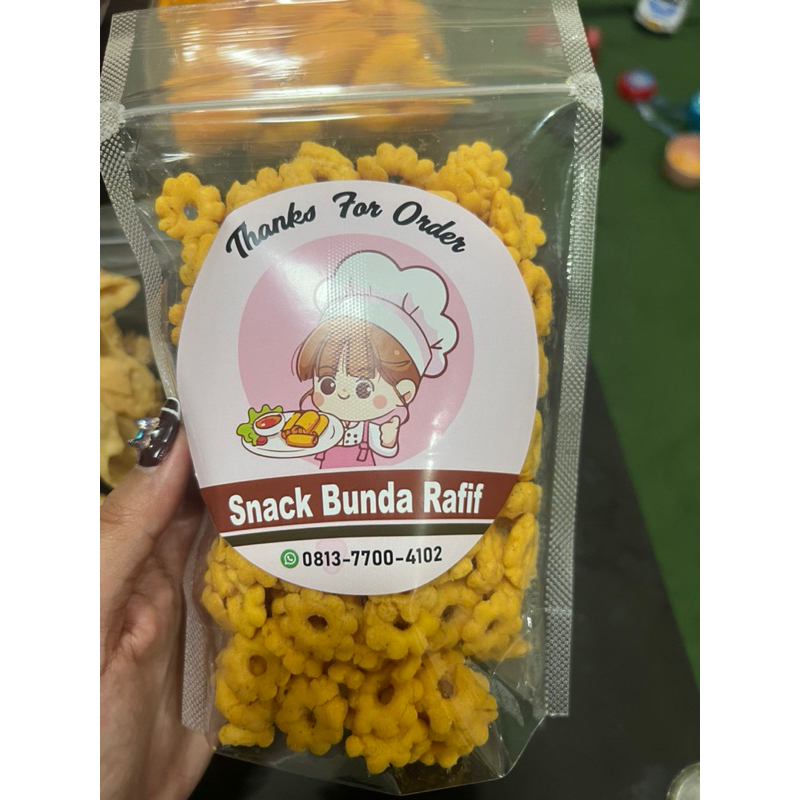 Thanks For Order
Snack Bunda Rafif
0813-7700-4102